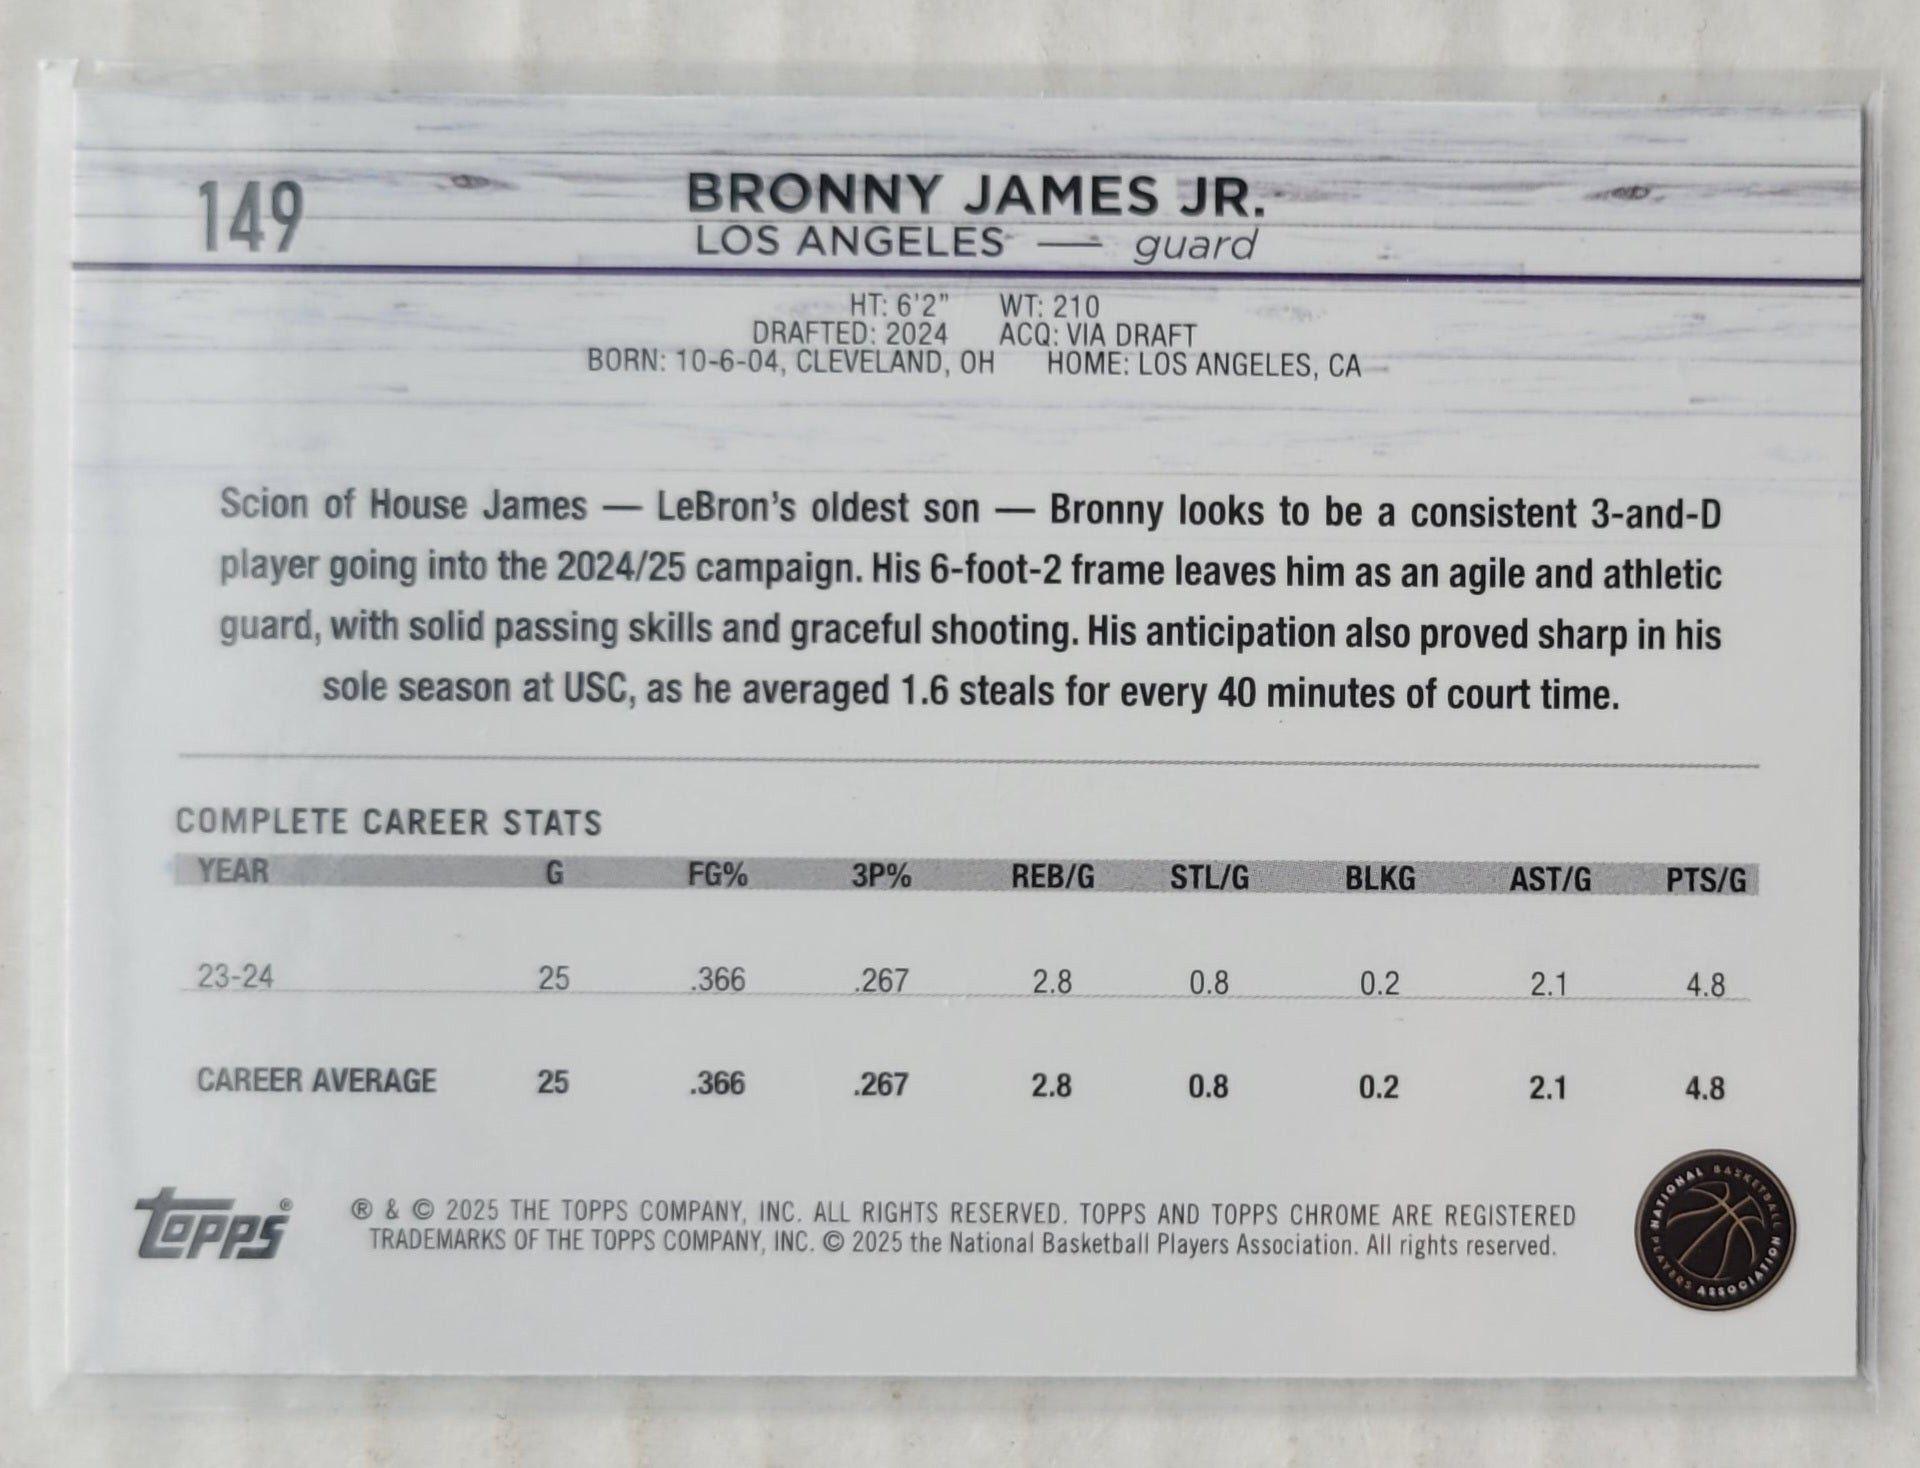 149
BRONNY JAMES JR.
LOS ANGELES — guard
HT: 6'2" WT: 210
DRAFTED: 2024 ACQ: VIA DRAFT
BORN: 10-6-04, CLEVELAND, OH HOME: LOS ANGELES, CA
Scion of House James — LeBron's oldest son — Bronny looks to be a consistent 3-and-D
player going into the 2024/25 campaign. His 6-foot-2 frame leaves him as an agile and athletic
guard, with solid passing skills and graceful shooting. His anticipation also proved sharp in his
sole season at USC, as he averaged 1.6 steals for every 40 minutes of court time.
COMPLETE CAREER STATS
YEAR G FG% 3P% REB/G STL/G BLKG AST/G PTS/G
23-24 25 .366 .267 2.8 0.8 0.2 2.1 4.8
CAREER AVERAGE 25 .366 .267 2.8 0.8 0.2 2.1 4.8
Topps®
® & © 2025 THE TOPPS COMPANY, INC. ALL RIGHTS RESERVED. TOPPS AND TOPPS CHROME ARE REGISTERED
TRADEMARKS OF THE TOPPS COMPANY, INC. © 2025 the National Basketball Players Association. All rights reserved.
NATIONAL BASKETBALL PLAYERS ASSOCIATION